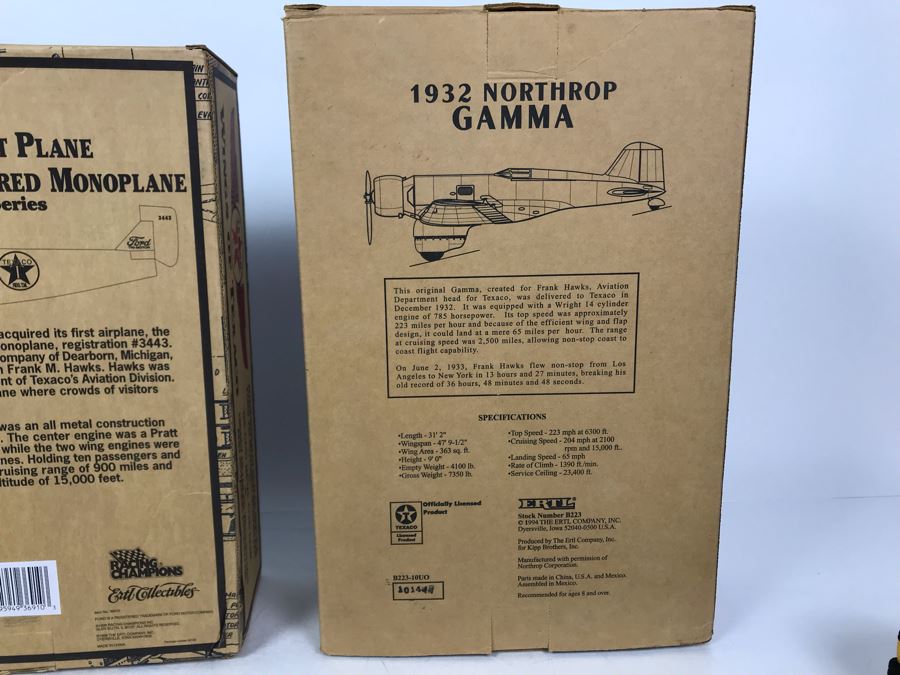 T PLANE
RED MONOPLANE
eries
3443
Ford
TEXACO
acquired its first airplane, the
onoplane, registration #3443.
ompany of Dearborn, Michigan,
n Frank M. Hawks. Hawks was
nt of Texaco's Aviation Division.
ane where crowds of visitors
was an all metal construction
. The center engine was a Pratt
while the two wing engines were
nes. Holding ten passengers and
ruising range of 900 miles and
ltitude of 15,000 feet.
RACING
CHAMPIONS
Ertl Collectibles
1932 NORTHROP
GAMMA
This original Gamma, created for Frank Hawks, Aviation
Department head for Texaco, was delivered to Texaco in
December 1932. It was equipped with a Wright 14 cylinder
engine of 785 horsepower. Its top speed was approximately
223 miles per hour and because of the efficient wing and flap
design, it could land at a mere 65 miles per hour. The range
at cruising speed was 2,500 miles, allowing non-stop coast to
coast flight capability.
On June 2, 1933, Frank Hawks flew non-stop from Los
Angeles to New York in 13 hours and 27 minutes, breaking his
old record of 36 hours, 48 minutes and 48 seconds.
SPECIFICATIONS
•Length - 31' 2"
•Wingspan - 47' 9-1/2"
•Wing Area - 363 sq. ft.
•Height - 9' 0"
•Empty Weight - 4100 lb.
•Gross Weight - 7350 lb.
•Top Speed - 223 mph at 6300 ft.
•Cruising Speed - 204 mph at 2100
rpm and 15,000 ft..
•Landing Speed - 65 mph
•Rate of Climb - 1390 ft./min.
•Service Ceiling - 23,400 ft.
TEXACO
Licensed
Product
Officially Licensed
Product
B223-10UO
ERTL
Stock Number B223
© 1994 THE ERTL COMPANY, INC.
Dyersville, Iowa 52040-0500 U.S.A.
Produced by The Ertl Company, Inc.
for Kipp Brothers, Inc.
Manufactured with permission of
Northrop Corporation.
Parts made in China, U.S.A. and Mexico.
Assembled in Mexico.
Recommended for ages 8 and over.